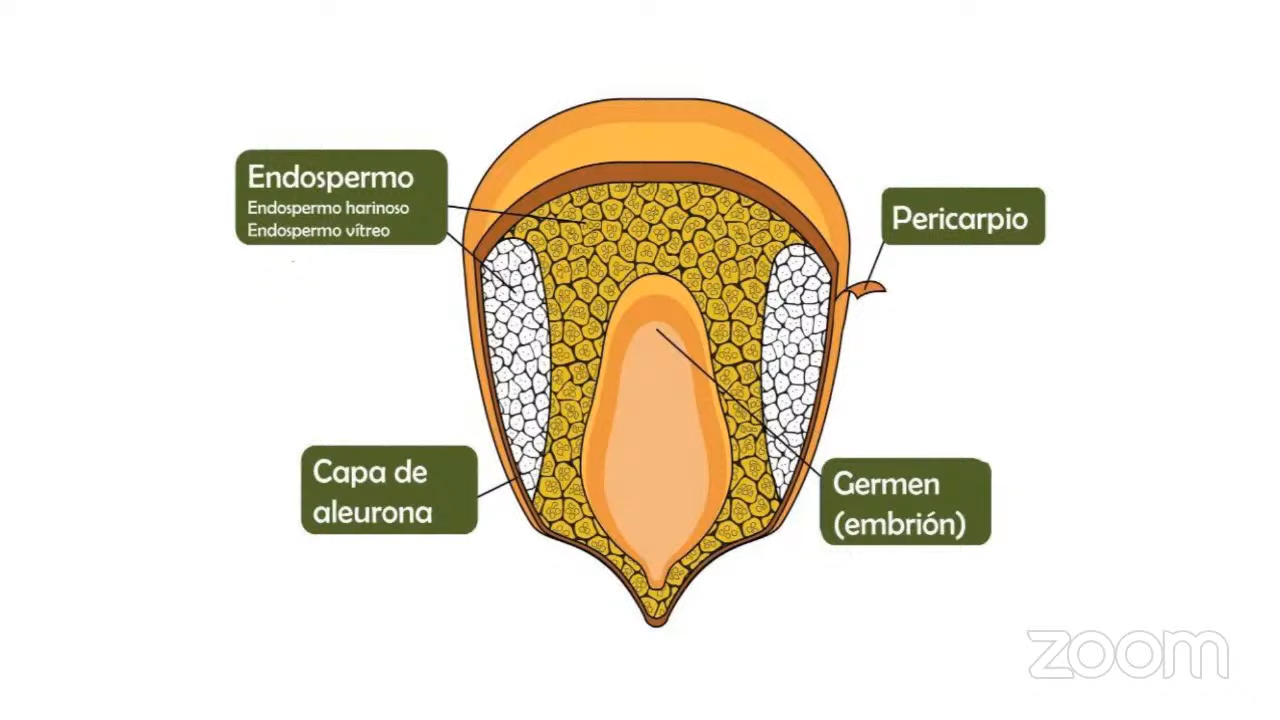 Endospermo
Endospermo harinoso
Endospermo vítreo
Pericarpio
Capa de
aleurona
Germen
(embrión)
zoom